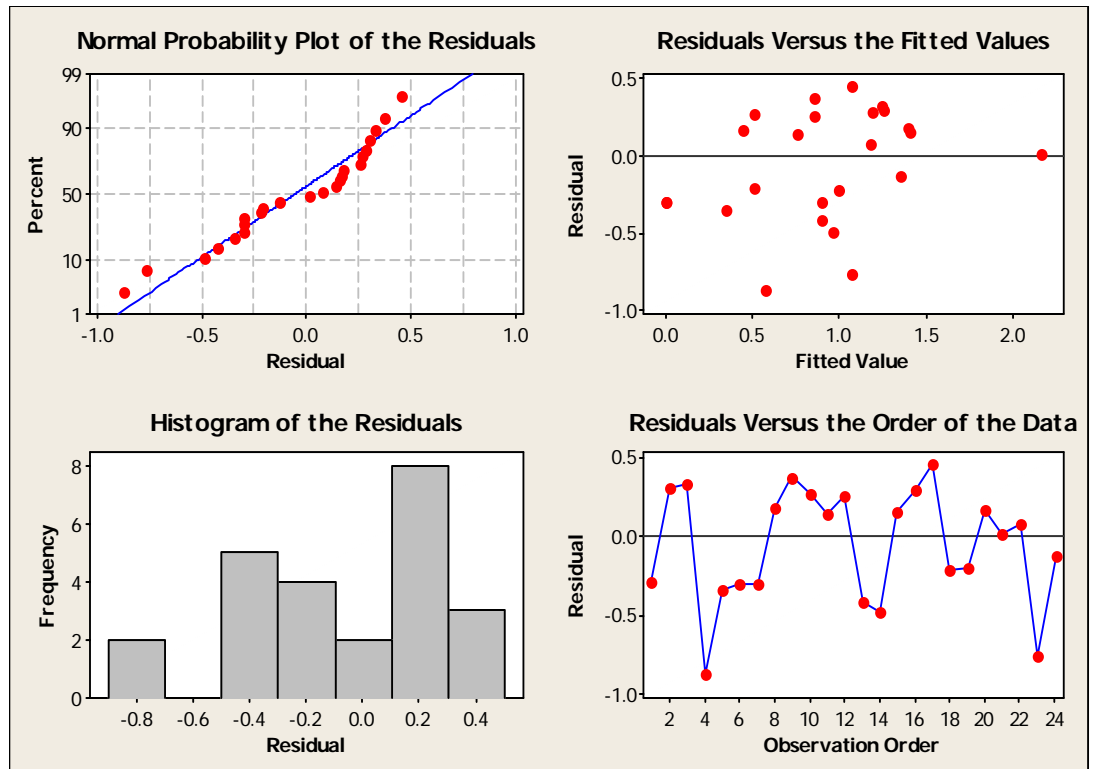 Normal Probability Plot of the Residuals
99
90
50
10
1
Percent
-1.0 -0.5 0.0 0.5 1.0
Residual
Residuals Versus the Fitted Values
0.5
0.0
-0.5
-1.0
Residual
0.0 0.5 1.0 1.5 2.0
Fitted Value
Histogram of the Residuals
8
6
4
2
0
Frequency
-0.8 -0.6 -0.4 -0.2 0.0 0.2 0.4
Residual
Residuals Versus the Order of the Data
0.5
0.0
-0.5
-1.0
Residual
2 4 6 8 10 12 14 16 18 20 22 24
Observation Order